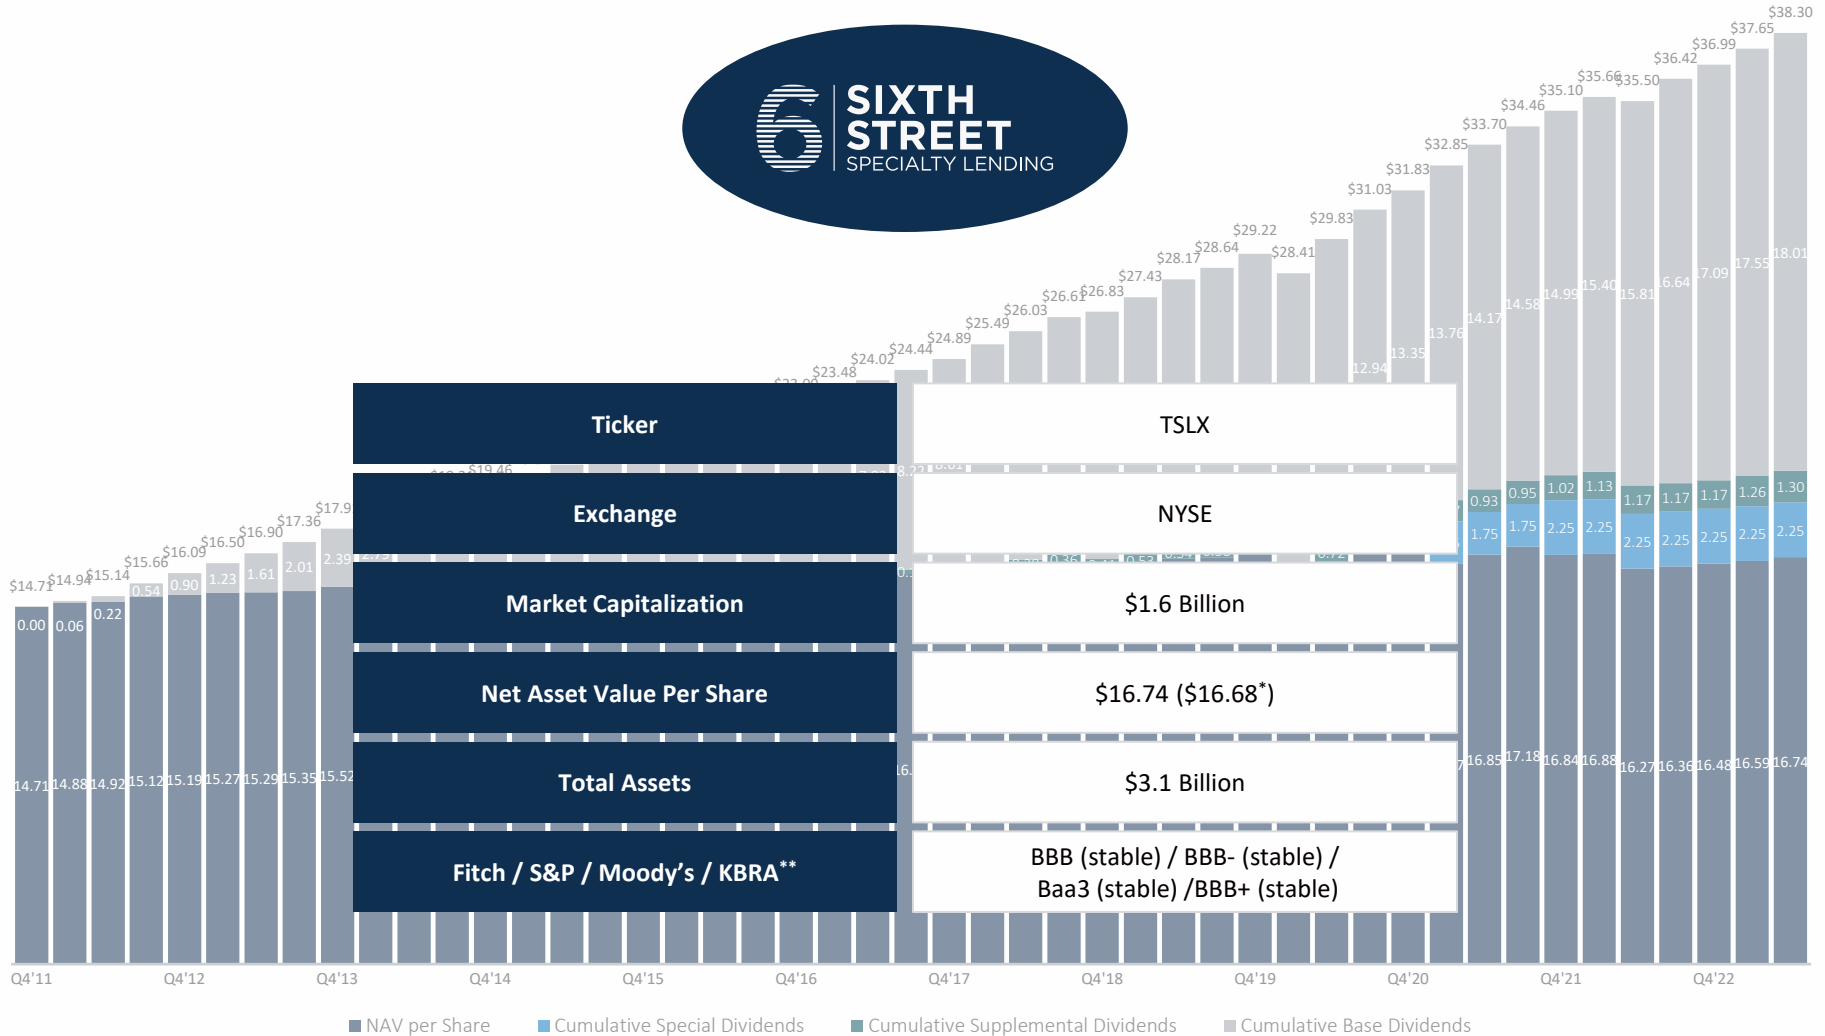 6
SIXTH
STREET
SPECIALTY LENDING
Ticker
TSLX
Exchange
NYSE
Market Capitalization
$1.6 Billion
Net Asset Value Per Share
$16.74 ($16.68*)
Total Assets
$3.1 Billion
Fitch / S&P / Moody’s / KBRA**
BBB (stable) / BBB- (stable) /
Baa3 (stable) /BBB+ (stable)
$14.71 $14.94 $15.14 $15.66 $16.09 $16.50 $16.90 $17.36 $17.9
$19.46
$23.48 $24.02 $24.44 $24.89 $25.49 $26.03 $26.61 $26.83 $27.43 $28.17 $28.64 $29.22 $28.41 $29.83 $31.03 $31.83 $32.85 $33.70 $34.46 $35.10 $35.66 $35.50 $36.42 $36.99 $37.65 $38.30
0.00 0.06 0.22 0.54 0.90 1.23 1.61 2.01 2.39
12.94 13.35 13.76 14.17 14.58 14.99 15.40 15.81 16.64 17.09 17.55 18.01
0.93 0.95 1.02 1.13 1.17 1.17 1.17 1.26 1.30
1.75 1.75 2.25 2.25 2.25 2.25 2.25 2.25 2.25
14.71 14.88 14.92 15.12 15.19 15.27 15.29 15.35 15.52
16.85 17.18 16.84 16.88 16.27 16.36 16.48 16.59 16.74
Q4'11 Q4'12 Q4'13 Q4'14 Q4'15 Q4'16 Q4'17 Q4'18 Q4'19 Q4'20 Q4'21 Q4'22
NAV per Share
Cumulative Special Dividends
Cumulative Supplemental Dividends
Cumulative Base Dividends